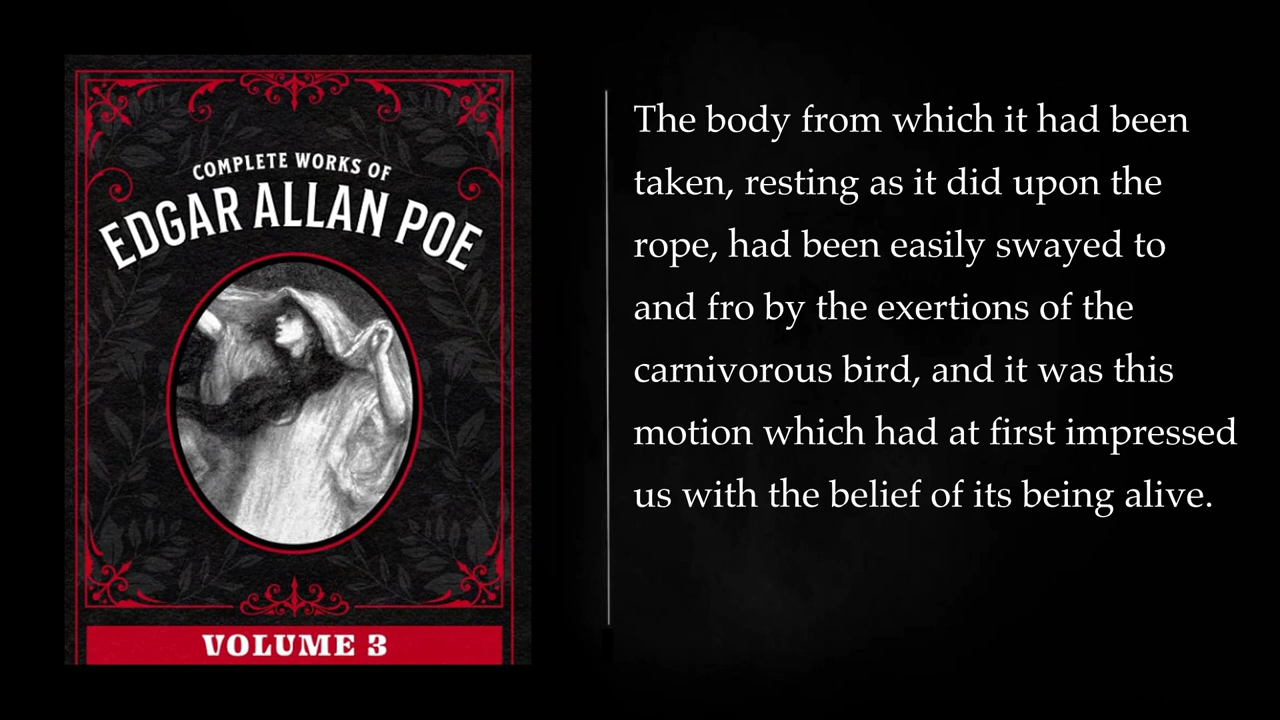 COMPLETE WORKS OF
EDGAR ALLAN POE
VOLUME 3
The body from which it had been
taken, resting as it did upon the
rope, had been easily swayed to
and fro by the exertions of the
carnivorous bird, and it was this
motion which had at first impressed
us with the belief of its being alive.